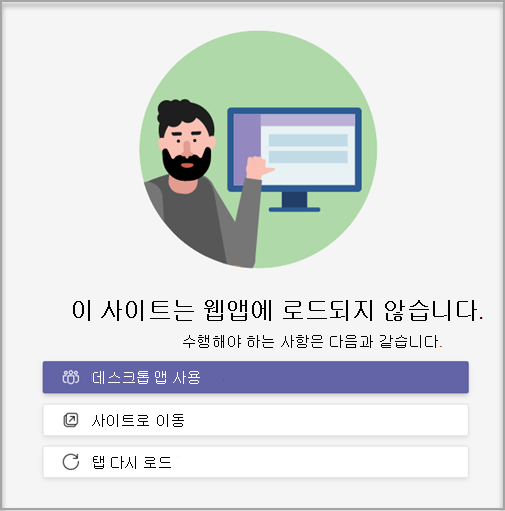 이 사이트는 웹앱에 로드되지 않습니다.
수행해야 하는 사항은 다음과 같습니다.
데스크톱 앱 사용
사이트로 이동
탭 다시 로드